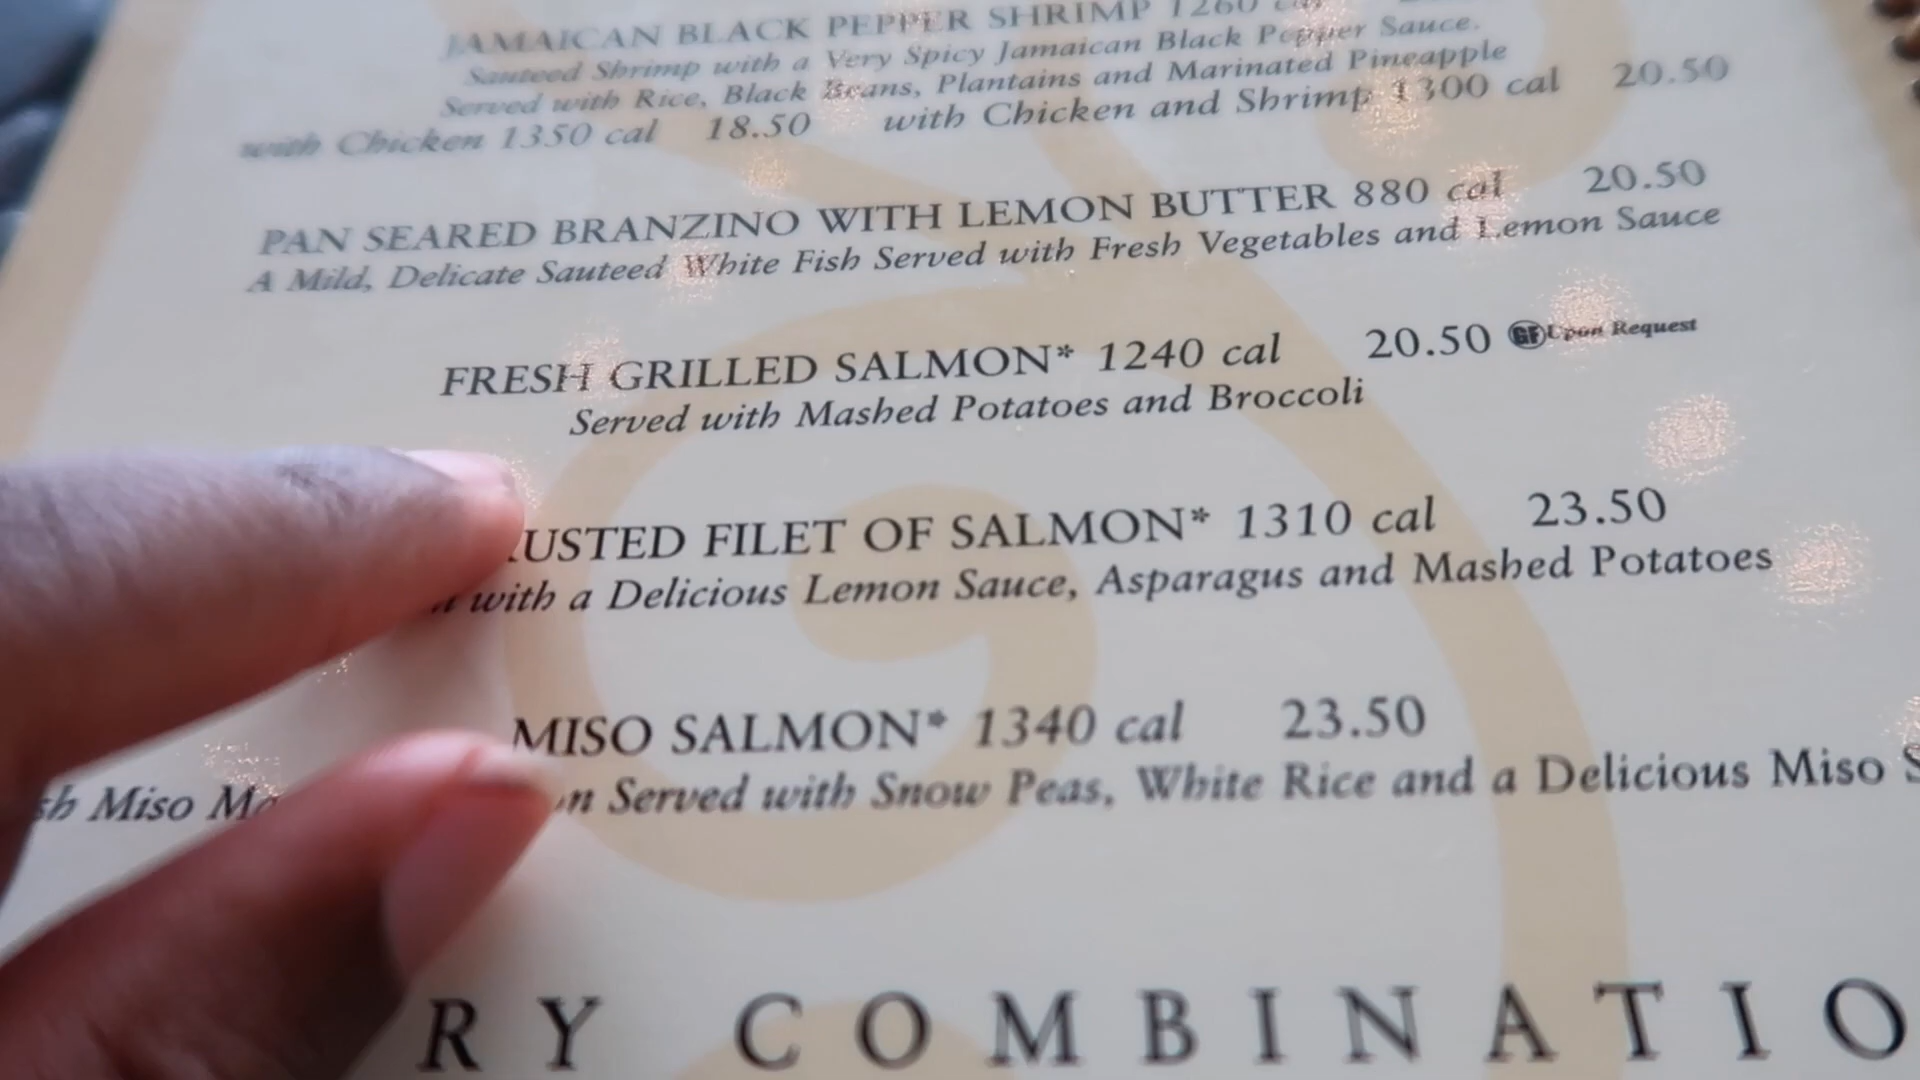 JAMAICAN BLACK PEPPER SHRIMP 1260 cal
Sauteed Shrimp with a Very Spicy Jamaican Black Pepper Sauce.
Served with Rice, Black Beans, Plantains and Marinated Pineapple
with Chicken 1350 cal 18.50 with Chicken and Shrimp 1300 cal 20.50
PAN SEARED BRANZINO WITH LEMON BUTTER 880 cal 20.50
A Mild, Delicate Sauteed White Fish Served with Fresh Vegetables and Lemon Sauce
FRESH GRILLED SALMON* 1240 cal 20.50 GF Upon Request
Served with Mashed Potatoes and Broccoli
RUSTED FILET OF SALMON* 1310 cal 23.50
with a Delicious Lemon Sauce, Asparagus and Mashed Potatoes
MISO SALMON* 1340 cal 23.50
sh Miso Ma n Served with Snow Peas, White Rice and a Delicious Miso S
RY COMBINATIO